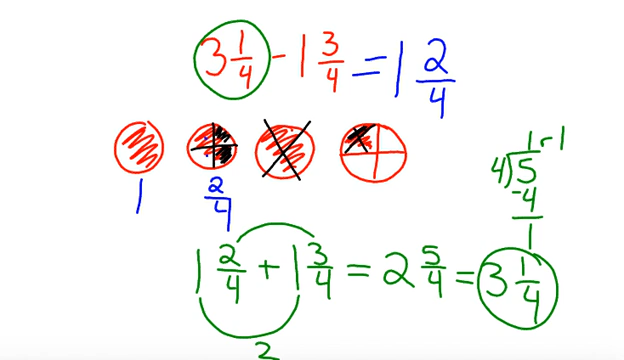 3 1/4 - 1 3/4 = 1 2/4
1 2/4
1 r 1
4)5
-4
1
1 2/4 + 1 3/4 = 2 5/4 = 3 1/4
2